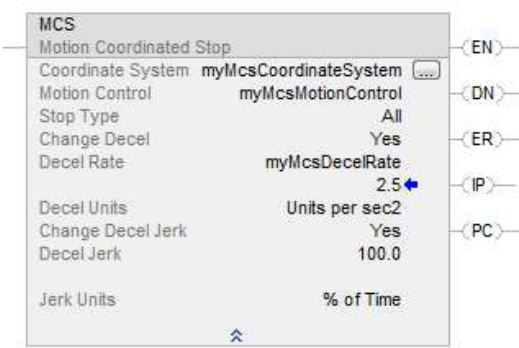 MCS
Motion Coordinated Stop
Coordinate System myMcsCoordinateSystem ...
Motion Control myMcsMotionControl
Stop Type All
Change Decel Yes
Decel Rate myMcsDecelRate
2.5
Decel Units Units per sec2
Change Decel Jerk Yes
Decel Jerk 100.0
Jerk Units % of Time
EN
DN
ER
IP
PC